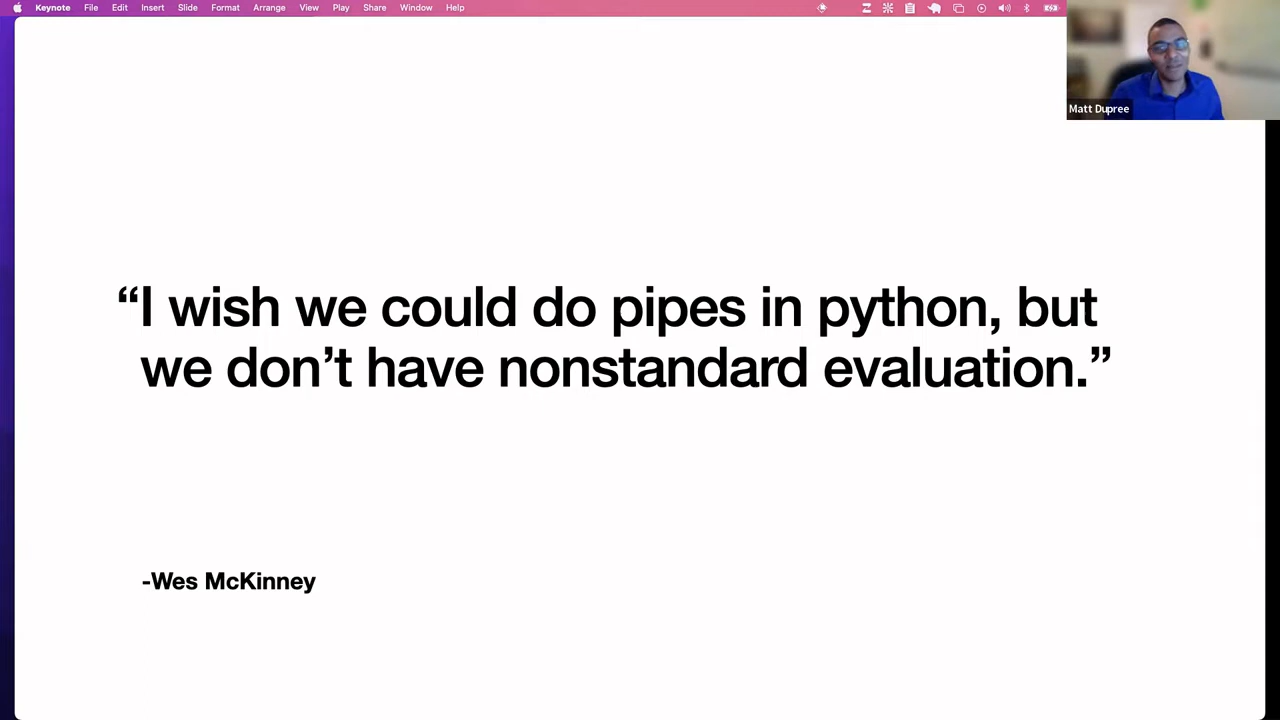 Keynote File Edit Insert Slide Format Arrange View Play Share Window Help
Matt Dupree
“I wish we could do pipes in python, but
we don’t have nonstandard evaluation.”
-Wes McKinney